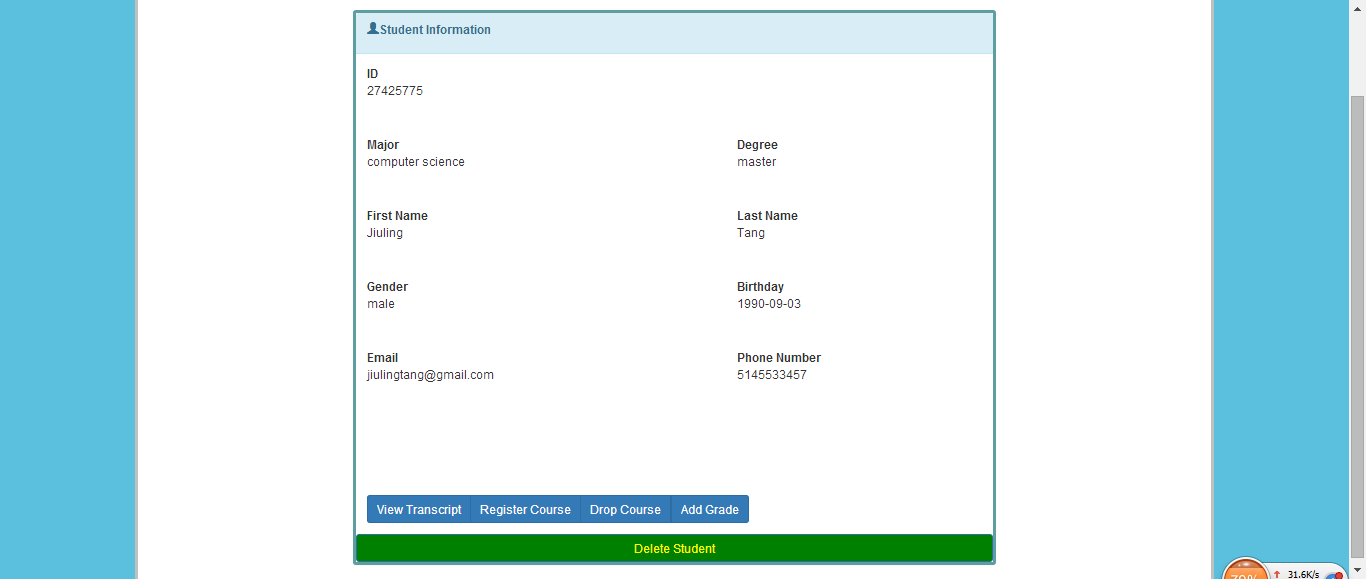 Student Information
ID
27425775
Major
Degree
computer science
master
First Name
Last Name
Jiuling
Tang
Gender
Birthday
male
1990-09-03
Email
Phone Number
jiulingtang@gmail.com
5145533457
View Transcript
Register Course
Drop Course
Add Grade
Delete Student
31.6K/s